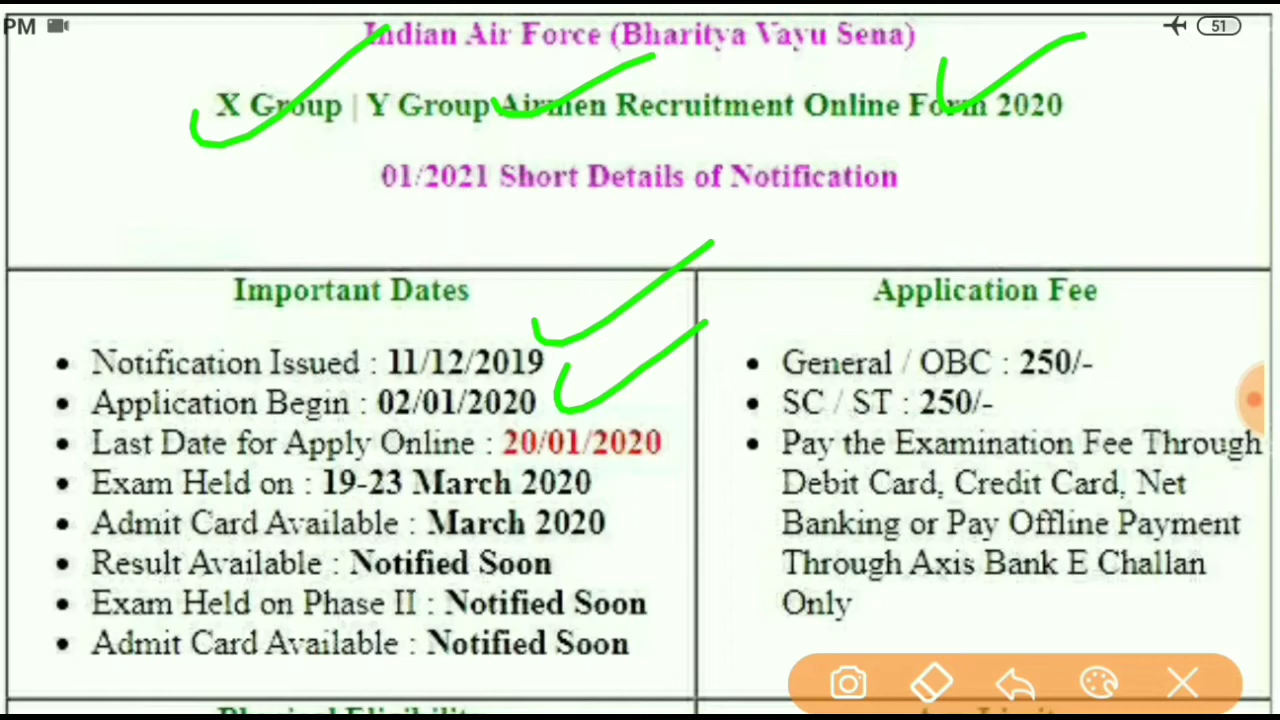 PM
51
Indian Air Force (Bharitya Vayu Sena)
X Group | Y Group Airmen Recruitment Online Form 2020
01/2021 Short Details of Notification
Important Dates
• Notification Issued : 11/12/2019
• Application Begin : 02/01/2020
• Last Date for Apply Online : 20/01/2020
• Exam Held on : 19-23 March 2020
• Admit Card Available : March 2020
• Result Available : Notified Soon
• Exam Held on Phase II : Notified Soon
• Admit Card Available : Notified Soon
Application Fee
• General / OBC : 250/-
• SC / ST : 250/-
• Pay the Examination Fee Through
Debit Card, Credit Card, Net
Banking or Pay Offline Payment
Through Axis Bank E Challan
Only